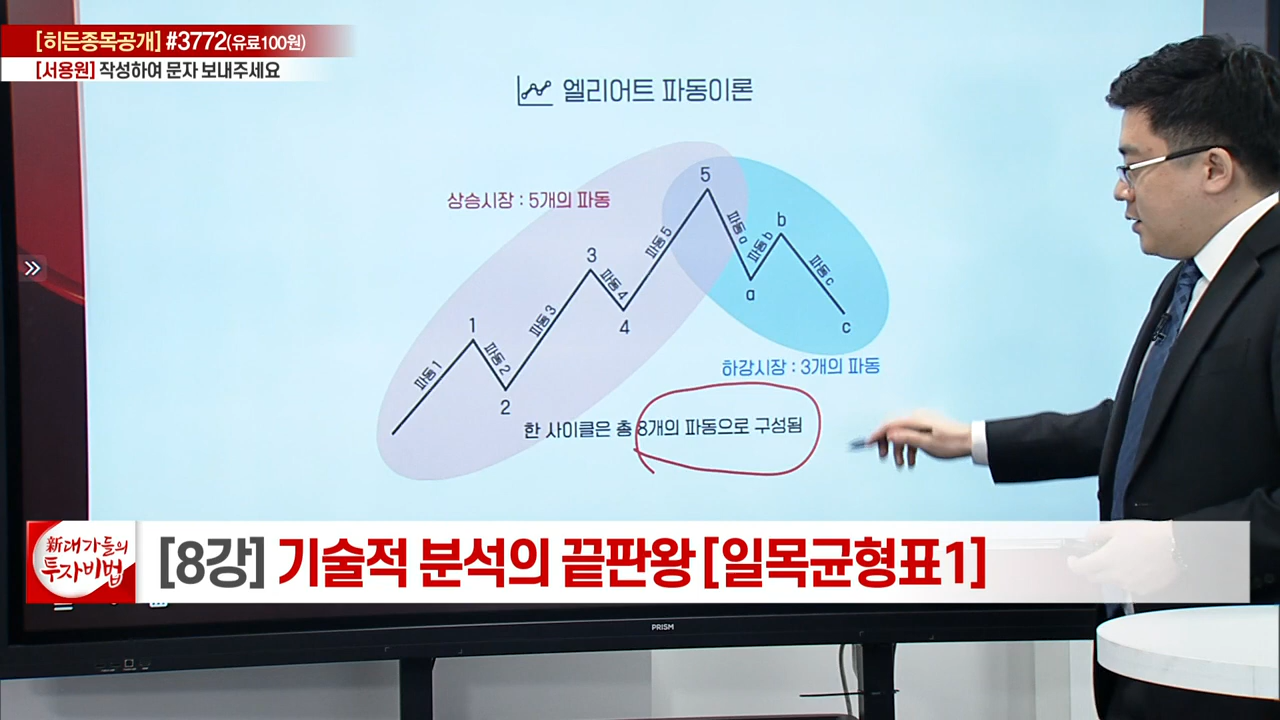 [히든종목공개] #3772(유료100원)
[서용원] 작성하여 문자 보내주세요
엘리어트 파동이론
상승시장 : 5개의 파동
5
파동 a
파동 b
b
파동 5
3
파동 4
파동 c
a
파동 3
4
c
1
파동 2
파동 1
2
하강시장 : 3개의 파동
한 사이클은 총 8개의 파동으로 구성됨
新대가들의
투자비법
[8강] 기술적 분석의 끝판왕 [일목균형표1]
PRISM